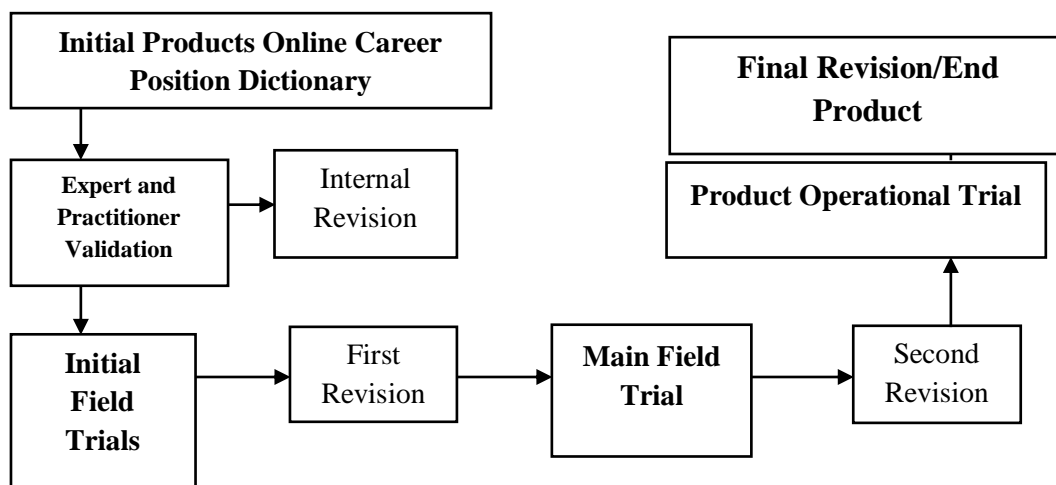 Initial Products Online Career
Position Dictionary
Final Revision/End
Product
Expert and
Practitioner
Validation
Internal
Revision
Product Operational Trial
Initial
Field
Trials
First
Revision
Main Field
Trial
Second
Revision